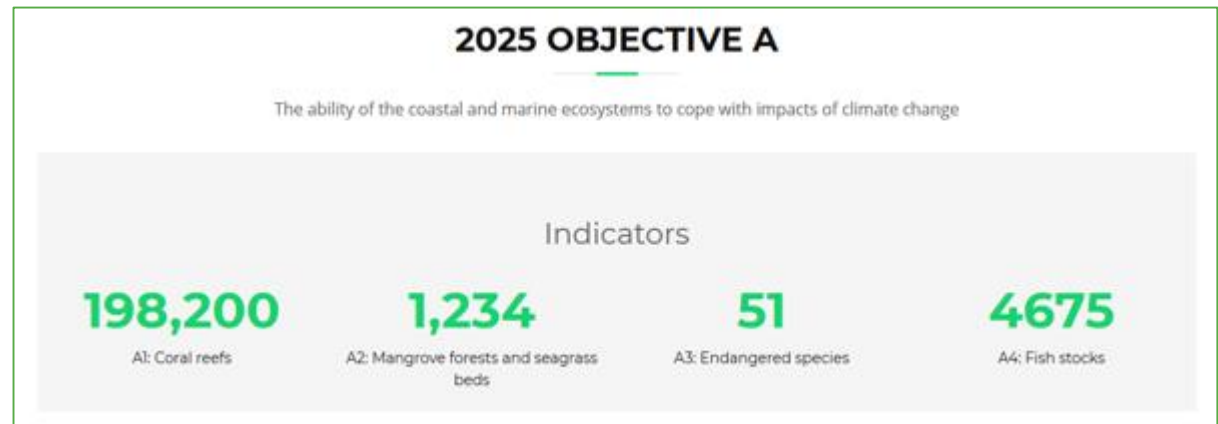 2025 OBJECTIVE A
The ability of the coastal and marine ecosystems to cope with impacts of climate change
Indicators
198,200
A1: Coral reefs
1,234
A2: Mangrove forests and seagrass
beds
51
A3: Endangered species
4675
A4: Fish stocks